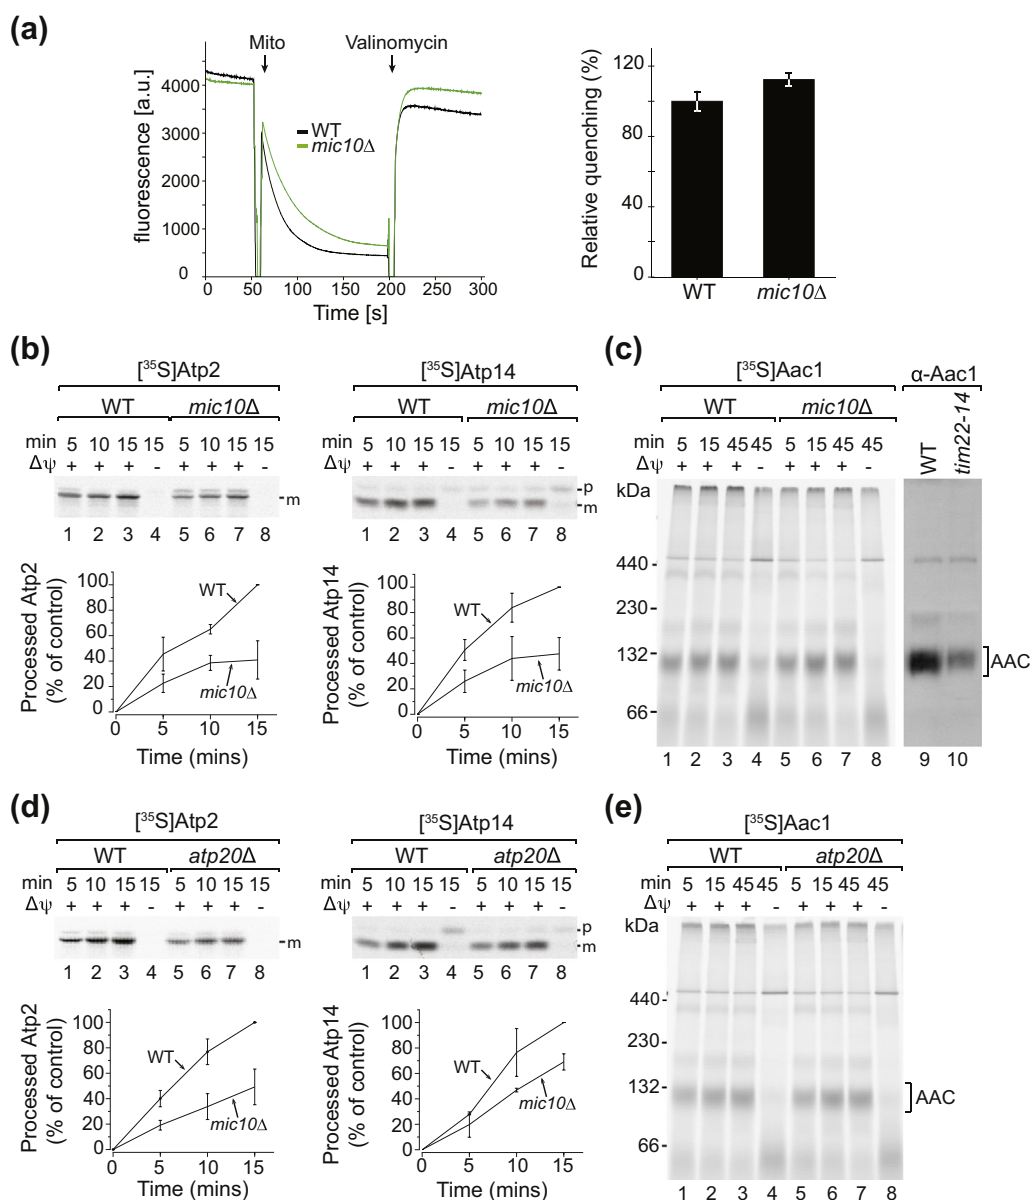 (a)
Mito
Valinomycin
fluorescence [a.u.]
4000
3000
2000
1000
0
WT
mic10Δ
0 50 100 150 200 250 300
Time [s]
Relative quenching (%)
120
80
40
0
WT
mic10Δ
(b)
[³⁵S]Atp2
WT mic10Δ
min 5 10 15 15 5 10 15 15
Δψ + + + - + + + -
m
1 2 3 4 5 6 7 8
Processed Atp2
(% of control)
100
80
60
40
20
0
WT
mic10Δ
0 5 10 15
Time (mins)
[³⁵S]Atp14
WT mic10Δ
min 5 10 15 15 5 10 15 15
Δψ + + + - + + + -
p
m
1 2 3 4 5 6 7 8
Processed Atp14
(% of control)
100
80
60
40
20
0
WT
mic10Δ
0 5 10 15
Time (mins)
(c)
[³⁵S]Aac1
WT mic10Δ
min 5 15 45 45 5 15 45 45
Δψ + + + - + + + -
kDa
440
230
132
66
1 2 3 4 5 6 7 8
α-Aac1
WT
tim22-14
AAC
9 10
(d)
[³⁵S]Atp2
WT atp20Δ
min 5 10 15 15 5 10 15 15
Δψ + + + - + + + -
m
1 2 3 4 5 6 7 8
Processed Atp2
(% of control)
100
80
60
40
20
0
WT
mic10Δ
0 5 10 15
Time (mins)
[³⁵S]Atp14
WT atp20Δ
min 5 10 15 15 5 10 15 15
Δψ + + + - + + + -
p
m
1 2 3 4 5 6 7 8
Processed Atp14
(% of control)
100
80
60
40
20
0
WT
mic10Δ
0 5 10 15
Time (mins)
(e)
[³⁵S]Aac1
WT atp20Δ
min 5 15 45 45 5 15 45 45
Δψ + + + - + + + -
kDa
440
230
132
66
AAC
1 2 3 4 5 6 7 8